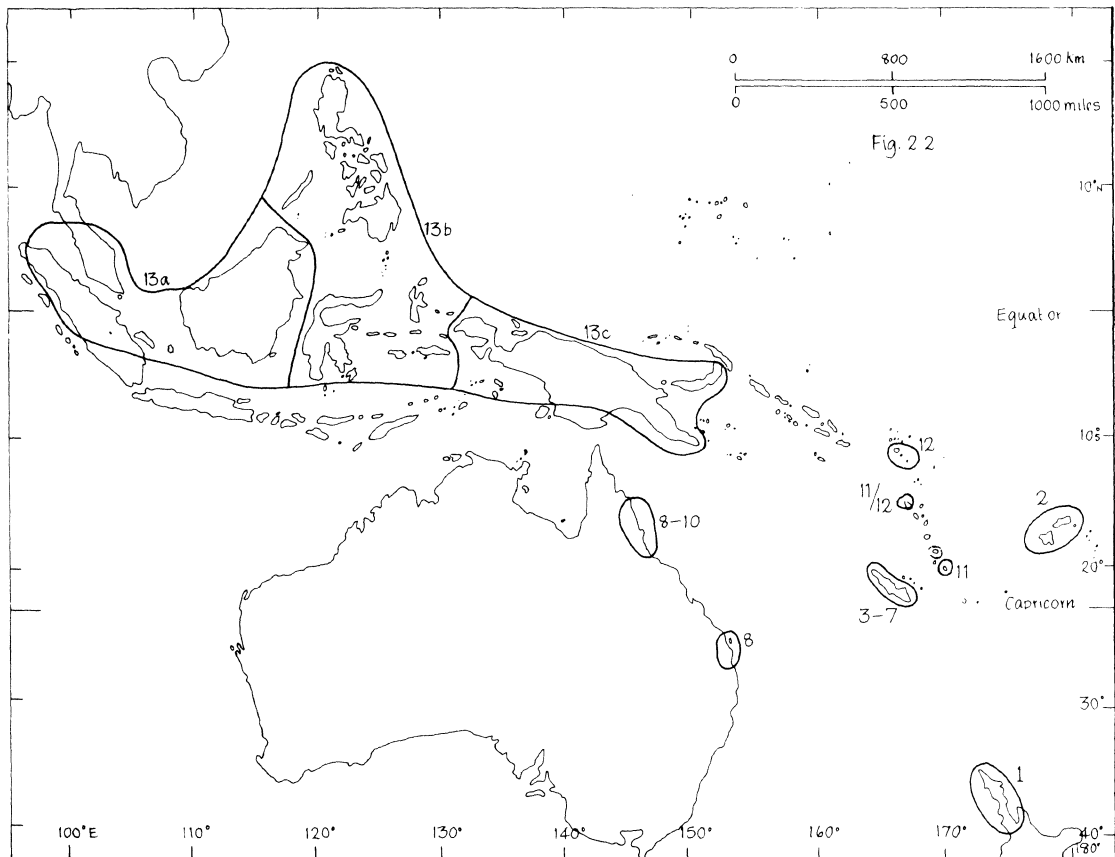 0 800 1600 km
0 500 1000 miles
Fig. 2 2
10°N
13b
13a
Equator
13c
10°s
12
11/
12
2
8-10
20°
11
Capricorn
3-7
8
30°
1
100°E 110° 120° 130° 140° 150° 160° 170° 40°
180°